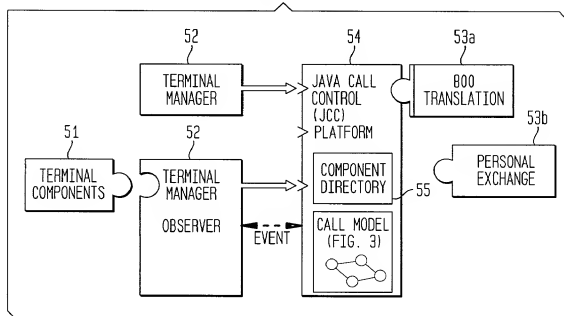 52
54
53a
TERMINAL
MANAGER
JAVA CALL
CONTROL
(JCC)
PLATFORM
800
TRANSLATION
51
52
53b
TERMINAL
COMPONENTS
TERMINAL
MANAGER
OBSERVER
COMPONENT
DIRECTORY
55
PERSONAL
EXCHANGE
EVENT
CALL MODEL
(FIG. 3)